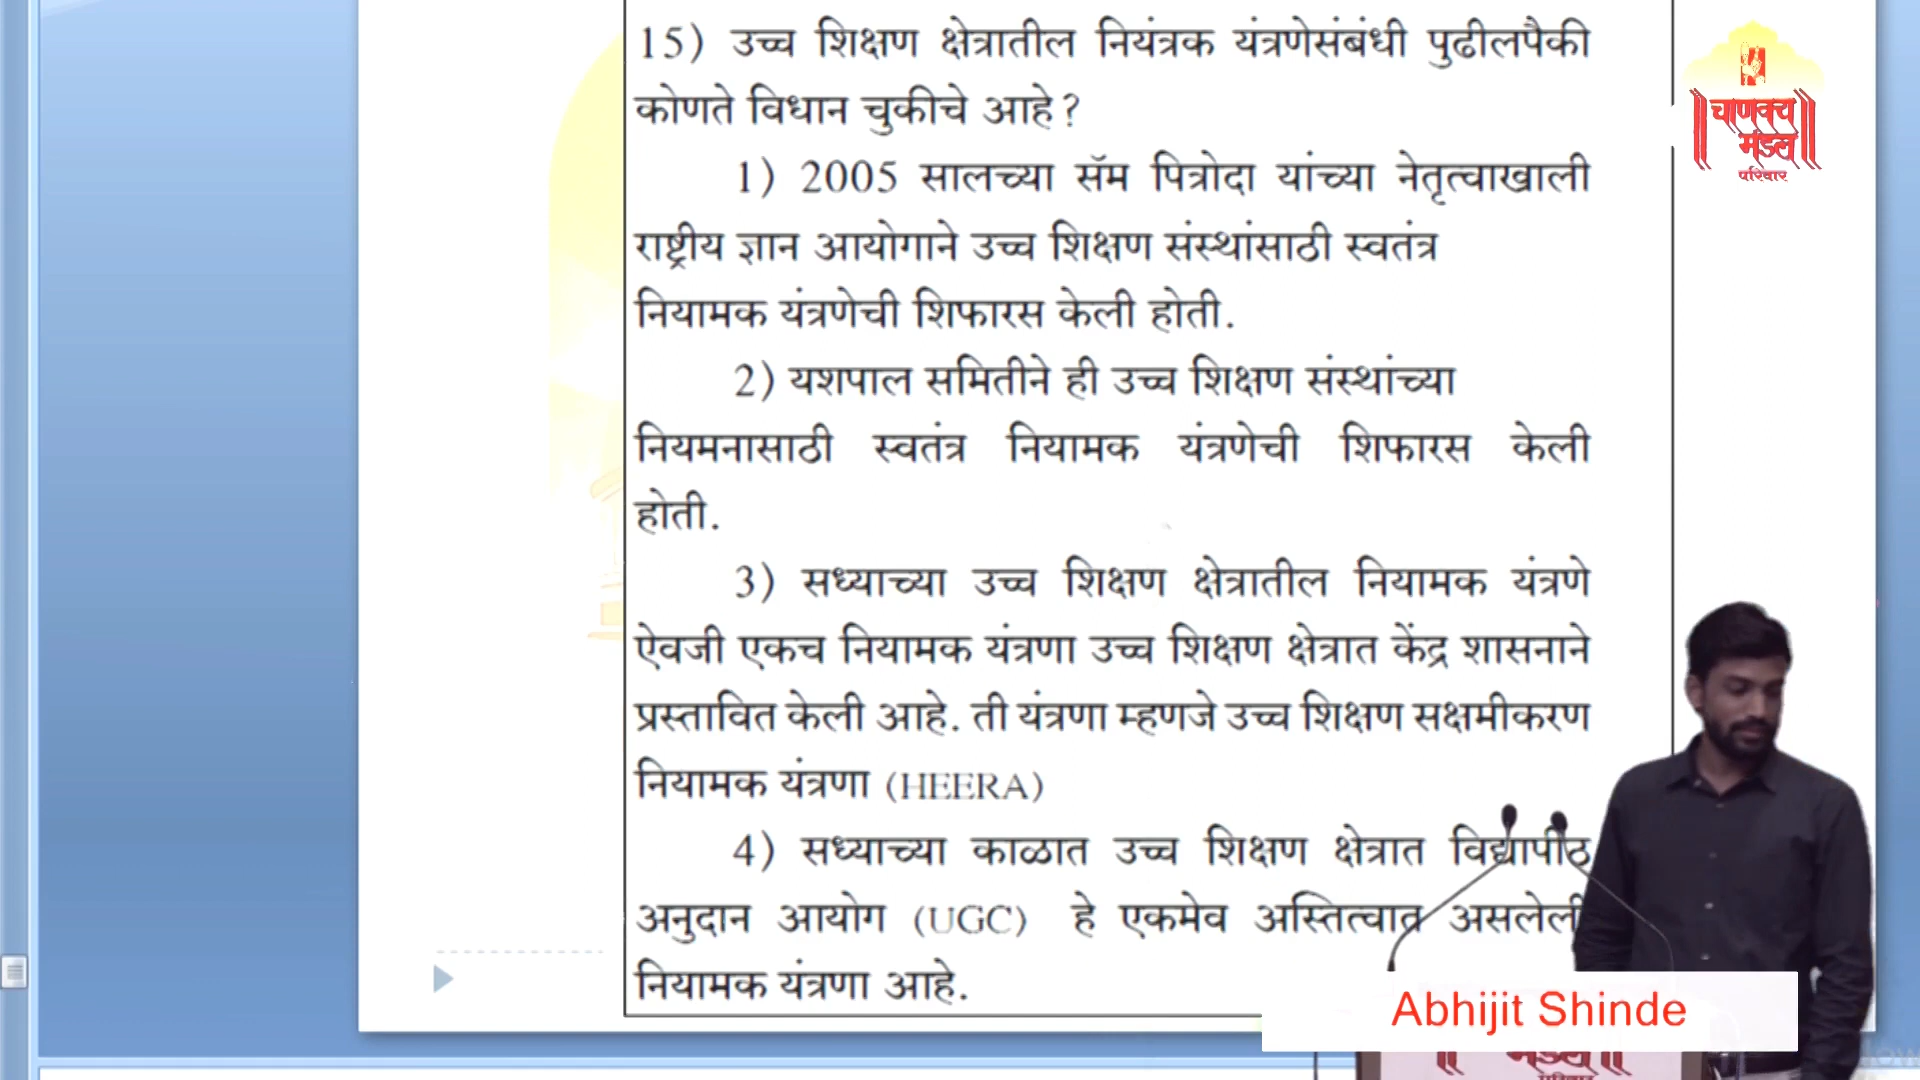 15) उच्च शिक्षण क्षेत्रातील नियंत्रक यंत्रणेसंबंधी पुढीलपैकी
कोणते विधान चुकीचे आहे?
1) 2005 सालच्या सॅम पित्रोदा यांच्या नेतृत्वाखाली
राष्ट्रीय ज्ञान आयोगाने उच्च शिक्षण संस्थांसाठी स्वतंत्र
नियामक यंत्रणेची शिफारस केली होती.
2) यशपाल समितीने ही उच्च शिक्षण संस्थांच्या
नियमनासाठी स्वतंत्र नियामक यंत्रणेची शिफारस केली
होती.
3) सध्याच्या उच्च शिक्षण क्षेत्रातील नियामक यंत्रणे
ऐवजी एकच नियामक यंत्रणा उच्च शिक्षण क्षेत्रात केंद्र शासनाने
प्रस्तावित केली आहे. ती यंत्रणा म्हणजे उच्च शिक्षण सक्षमीकरण
नियामक यंत्रणा (HEERA)
4) सध्याच्या काळात उच्च शिक्षण क्षेत्रात विद्यापीठ
अनुदान आयोग (UGC) हे एकमेव अस्तित्वात असलेली
नियामक यंत्रणा आहे.
चाणक्य
मंडल
परिवार
Abhijit Shinde
मंडल